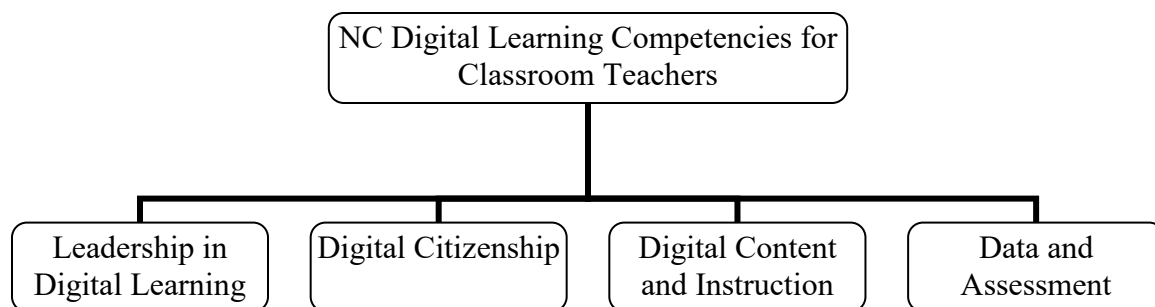 NC Digital Learning Competencies for
Classroom Teachers
Leadership in
Digital Learning
Digital Citizenship
Digital Content
and Instruction
Data and
Assessment